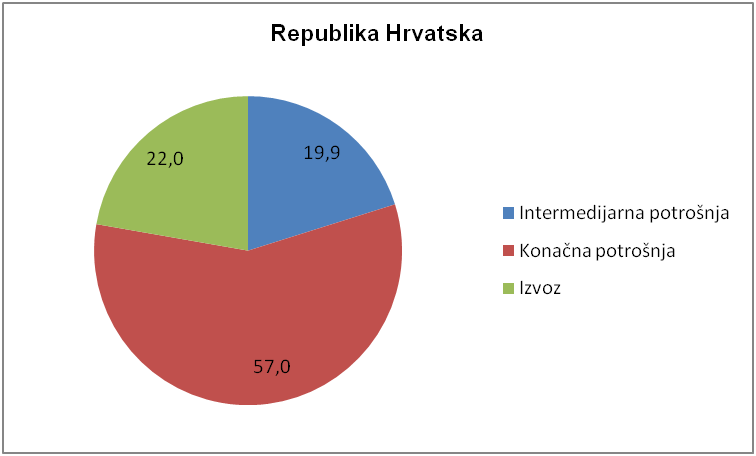 Republika Hrvatska
22,0
19,9
57,0
Intermedijarna potrošnja
Konačna potrošnja
Izvoz